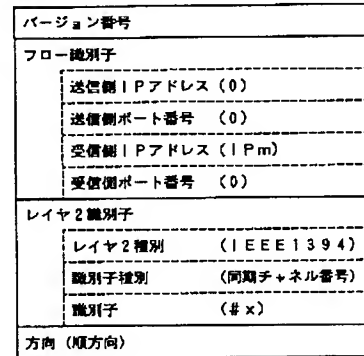 バージョン番号
フロー識別子
送信側IPアドレス (0)
送信側ポート番号 (0)
受信側IPアドレス (IPm)
受信側ポート番号 (0)
レイヤ2識別子
レイヤ2種別 (IEEE1394)
識別子種別 (同期チャネル番号)
識別子 (#x)
方向 (順方向)